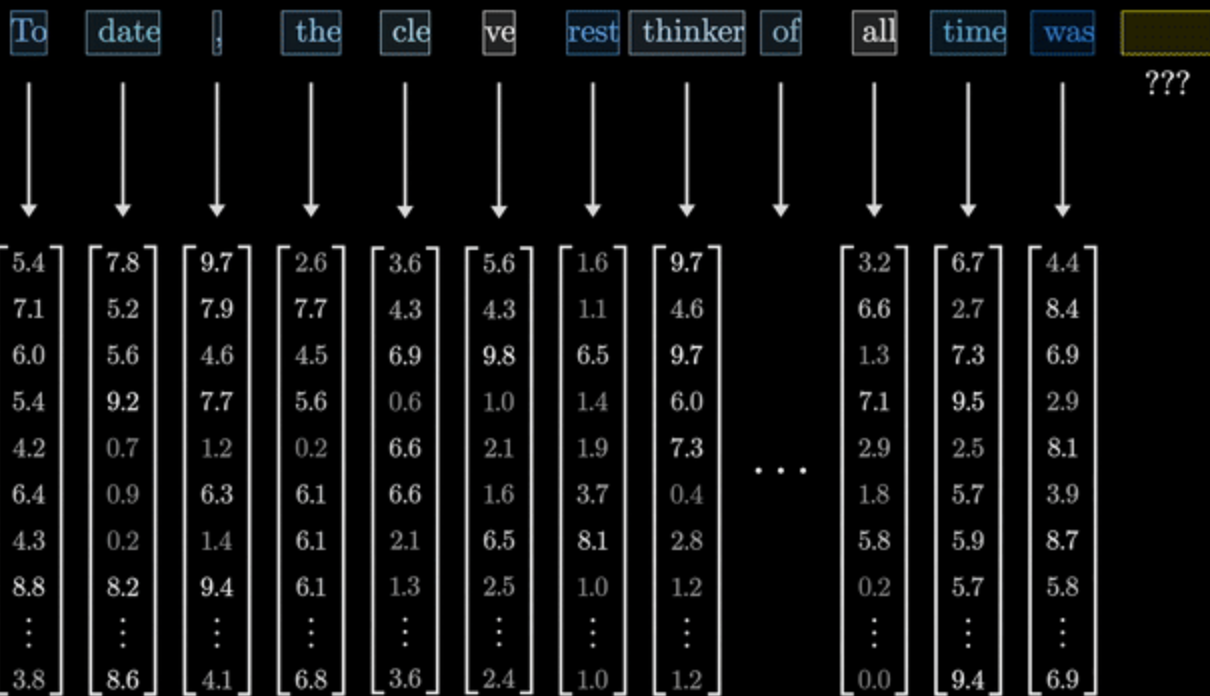 To date , the cle ve rest thinker of all time was
???
5.4 7.8 9.7 2.6 3.6 5.6 1.6 9.7 3.2 6.7 4.4
7.1 5.2 7.9 7.7 4.3 4.3 1.1 4.6 6.6 2.7 8.4
6.0 5.6 4.6 4.5 6.9 9.8 6.5 9.7 1.3 7.3 6.9
5.4 9.2 7.7 5.6 0.6 1.0 1.4 6.0 7.1 9.5 2.9
4.2 0.7 1.2 0.2 6.6 2.1 1.9 7.3 ... 2.9 2.5 8.1
6.4 0.9 6.3 6.1 6.6 1.6 3.7 0.4 1.8 5.7 3.9
4.3 0.2 1.4 6.1 2.1 6.5 8.1 2.8 5.8 5.9 8.7
8.8 8.2 9.4 6.1 1.3 2.5 1.0 1.2 0.2 5.7 5.8
⋮ ⋮ ⋮ ⋮ ⋮ ⋮ ⋮ ⋮ ⋮ ⋮ ⋮
3.8 8.6 4.1 6.8 3.6 2.4 1.0 1.2 0.0 9.4 6.9